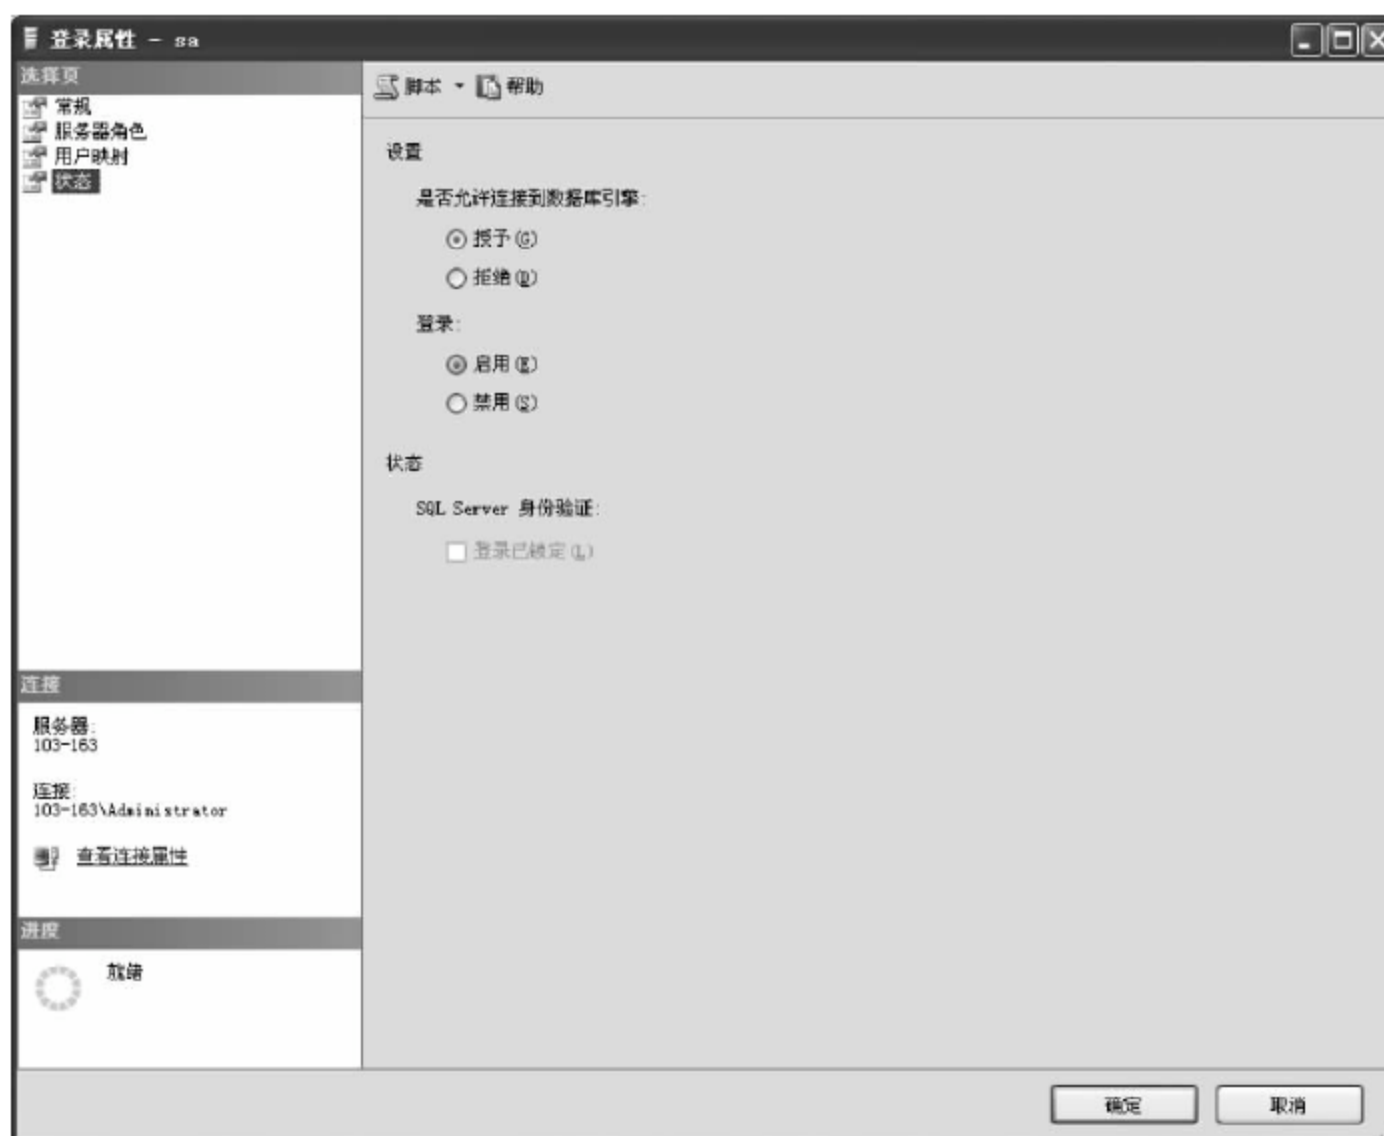 登录属性 - sa
选择页
常规
服务器角色
用户映射
状态
脚本 帮助
设置
是否允许连接到数据库引擎:
授予(G)
拒绝(D)
登录:
启用(E)
禁用(S)
状态
SQL Server 身份验证:
登录已锁定(L)
连接
服务器:
103-163
连接:
103-163\Administrator
查看连接属性
进度
就绪
确定 取消